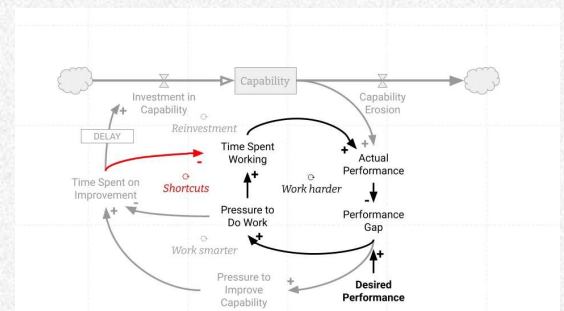 Capability
Investment in
Capability
Capability
Erosion
+
Reinvestment
DELAY
Time Spent
Working
+
+
Actual
Performance
-
Time Spent on
Improvement
Shortcuts
+
Work harder
+
-
Pressure to
Do Work
-
Performance
Gap
+
Work smarter
+
Pressure to
Improve
Capability
+
Desired
Performance